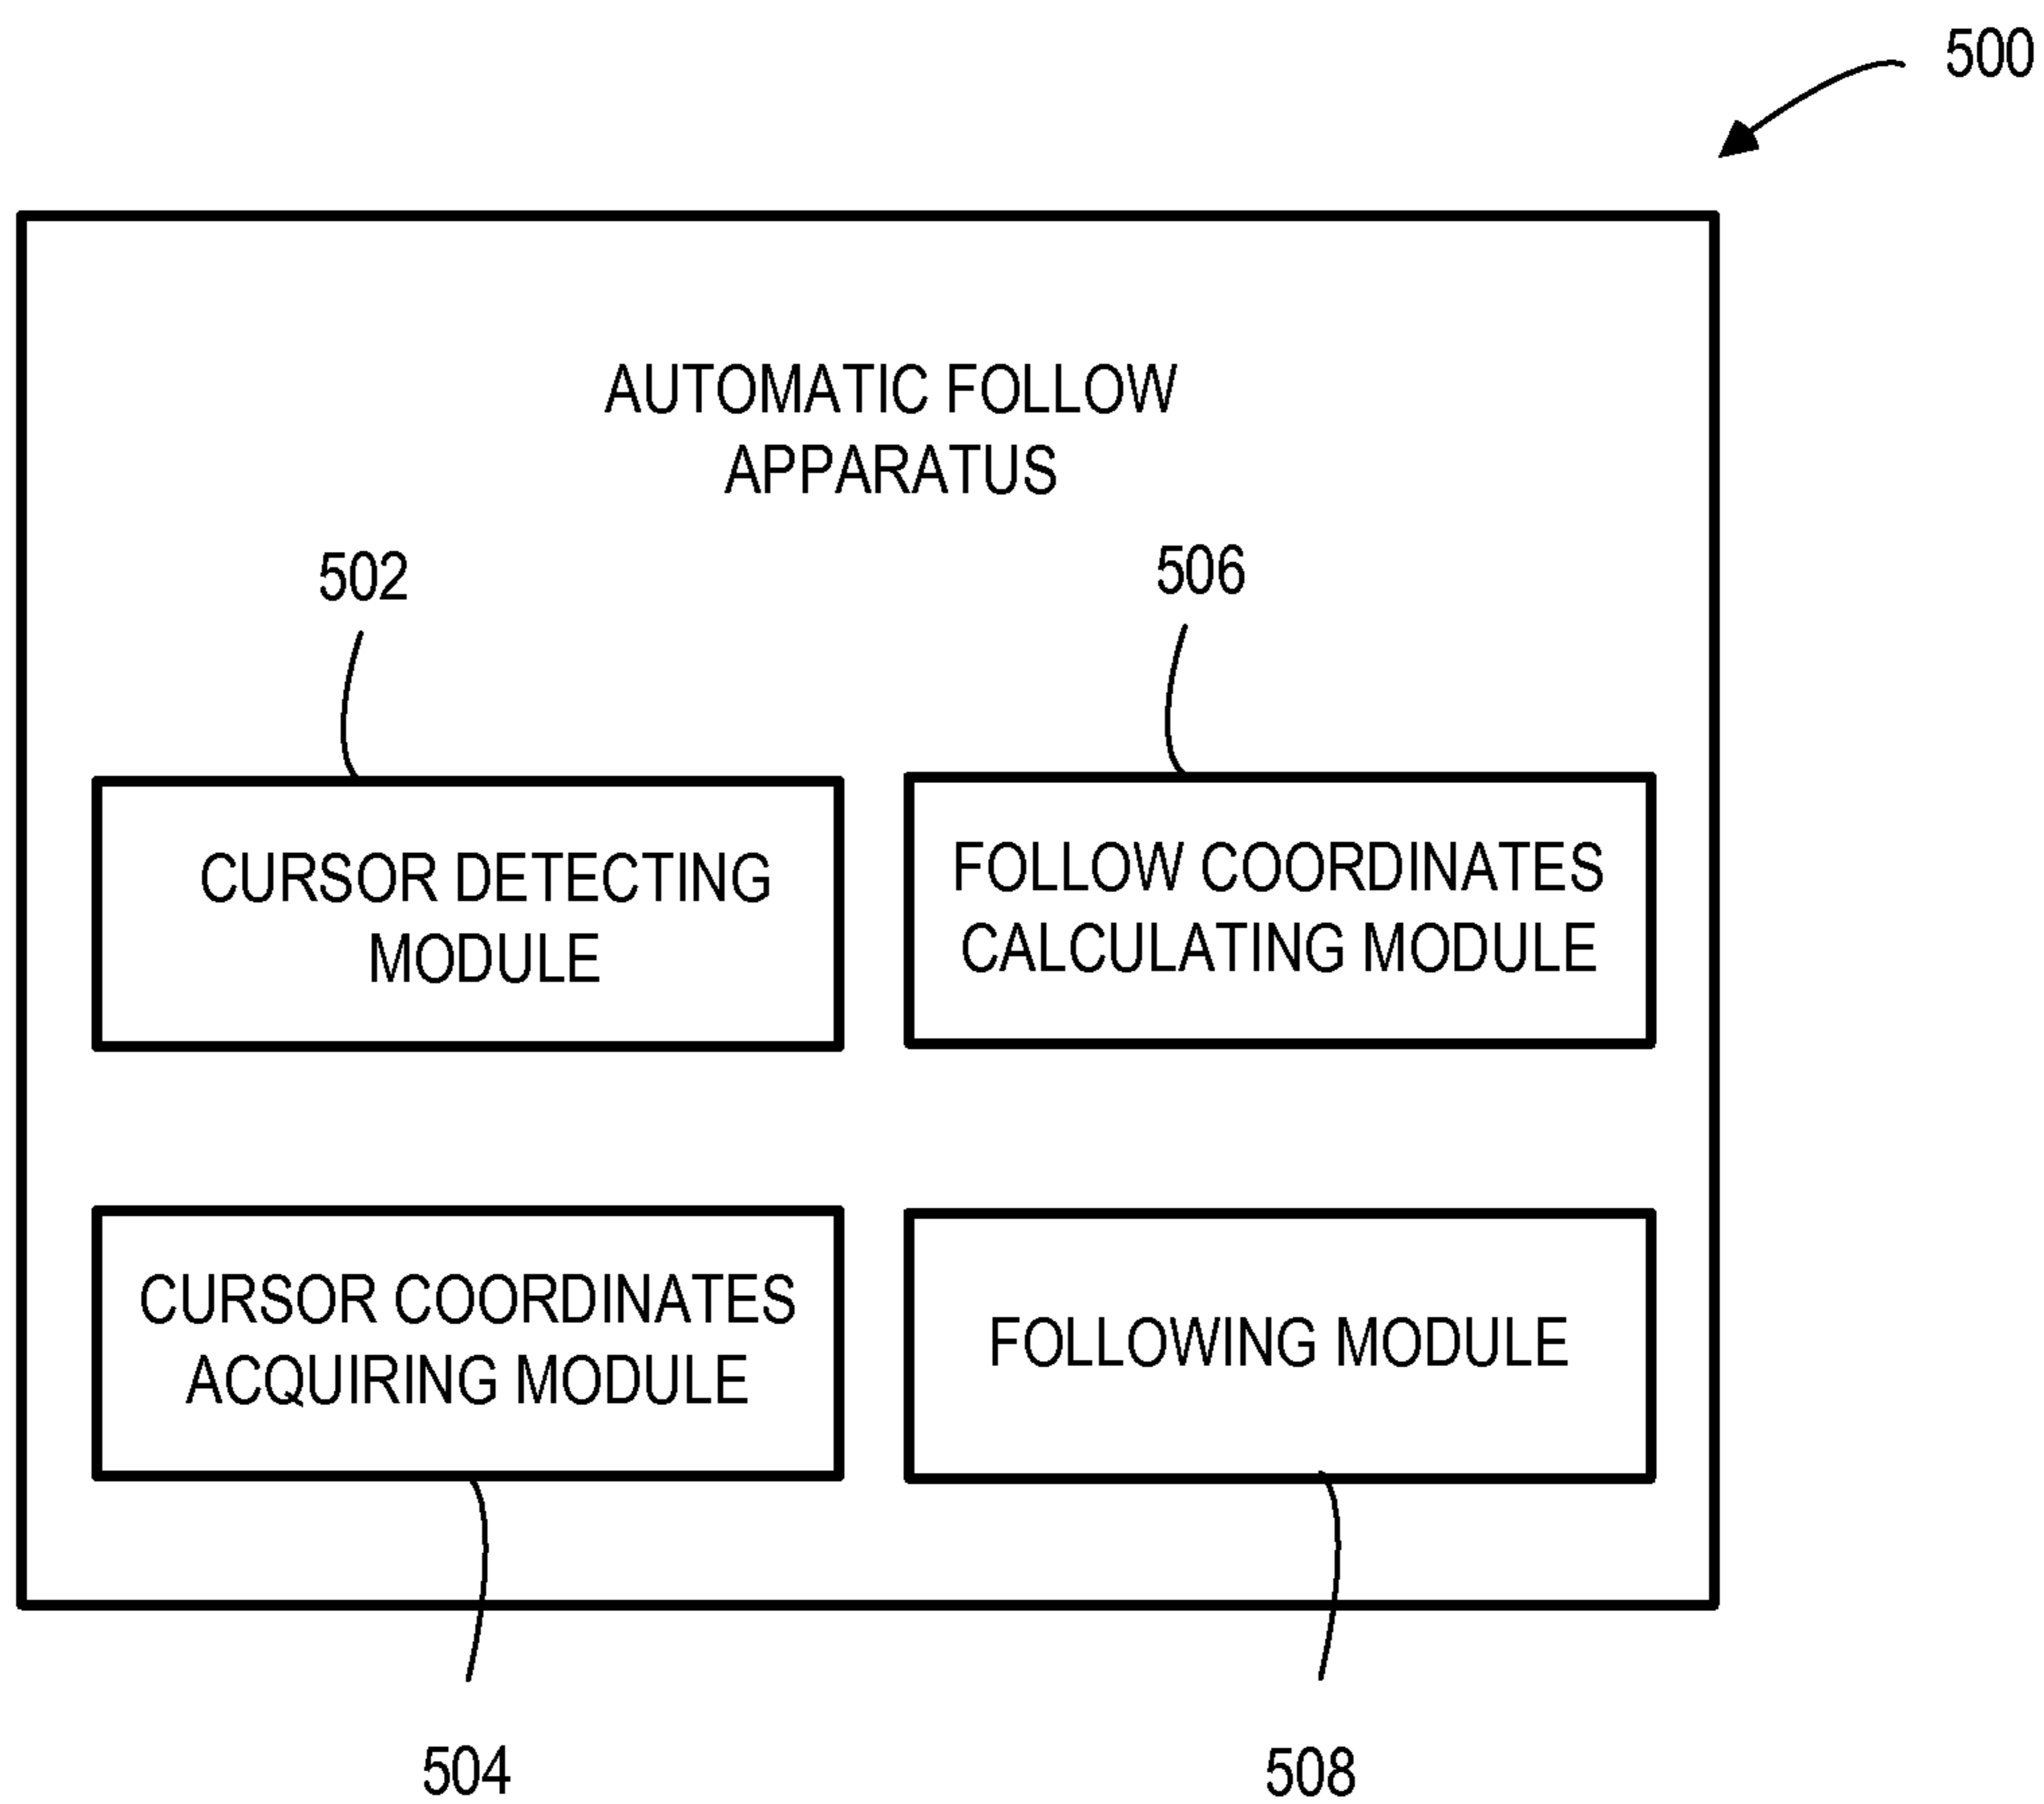 500
AUTOMATIC FOLLOW
APPARATUS
502
506
CURSOR DETECTING
MODULE
FOLLOW COORDINATES
CALCULATING MODULE
CURSOR COORDINATES
ACQUIRING MODULE
FOLLOWING MODULE
504
508